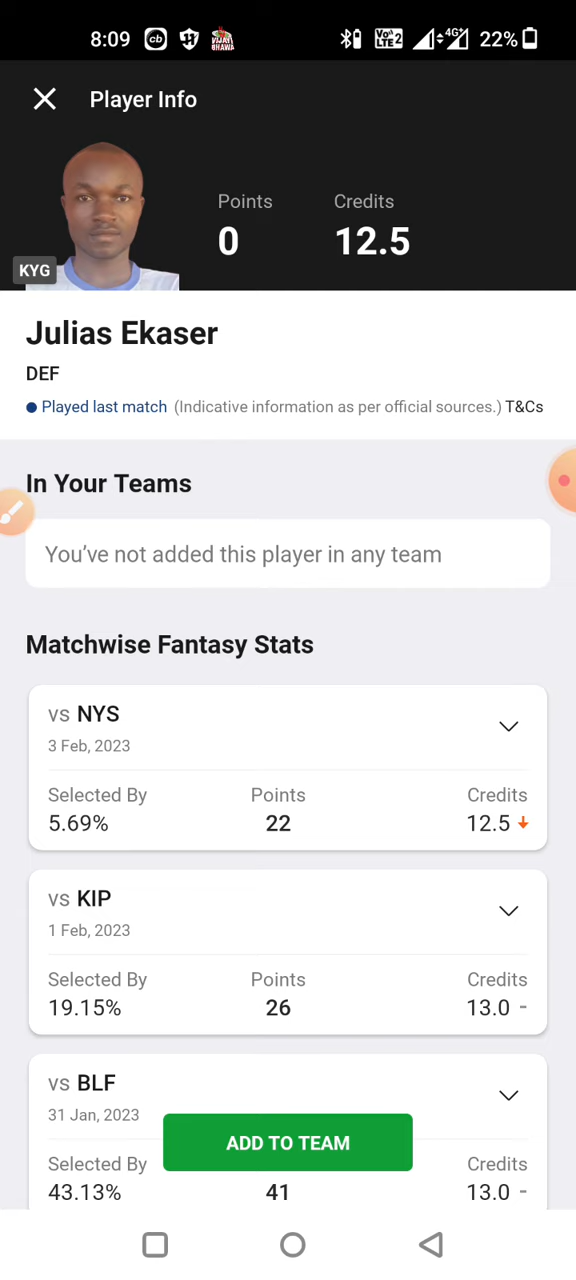 8:09 cb VoLTE2 4G+ 22%
Player Info
Points Credits
0 12.5
KYG
Julias Ekaser
DEF
Played last match (Indicative information as per official sources.) T&Cs
In Your Teams
You've not added this player in any team
Matchwise Fantasy Stats
vs NYS
3 Feb, 2023
Selected By Points Credits
5.69% 22 12.5
vs KIP
1 Feb, 2023
Selected By Points Credits
19.15% 26 13.0 -
vs BLF
31 Jan, 2023
ADD TO TEAM
Selected By Credits
43.13% 41 13.0 -